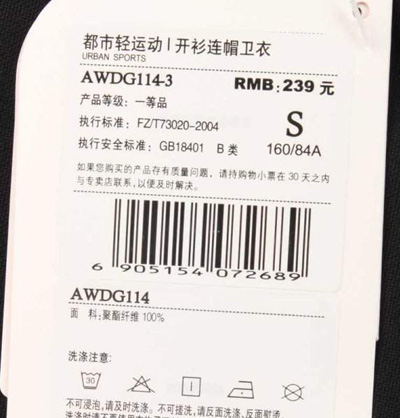 都市轻运动 | 开衫连帽卫衣
URBAN SPORTS
AWDG114-3 RMB: 239 元
产品等级: 一等品
执行标准: FZ/T73020-2004 S
执行安全标准: GB18401 B 类 160/84A
如果您购买的产品存有质量问题，请持购物小票在 30 天之内
与专卖店联系，以便及时解决。
6 905154 072689
AWDG114
面 料: 聚酯纤维 100%
洗涤注意:
30
不可浸泡，请及时洗涤. 不可搓洗，请反面洗涤, 反面熨烫